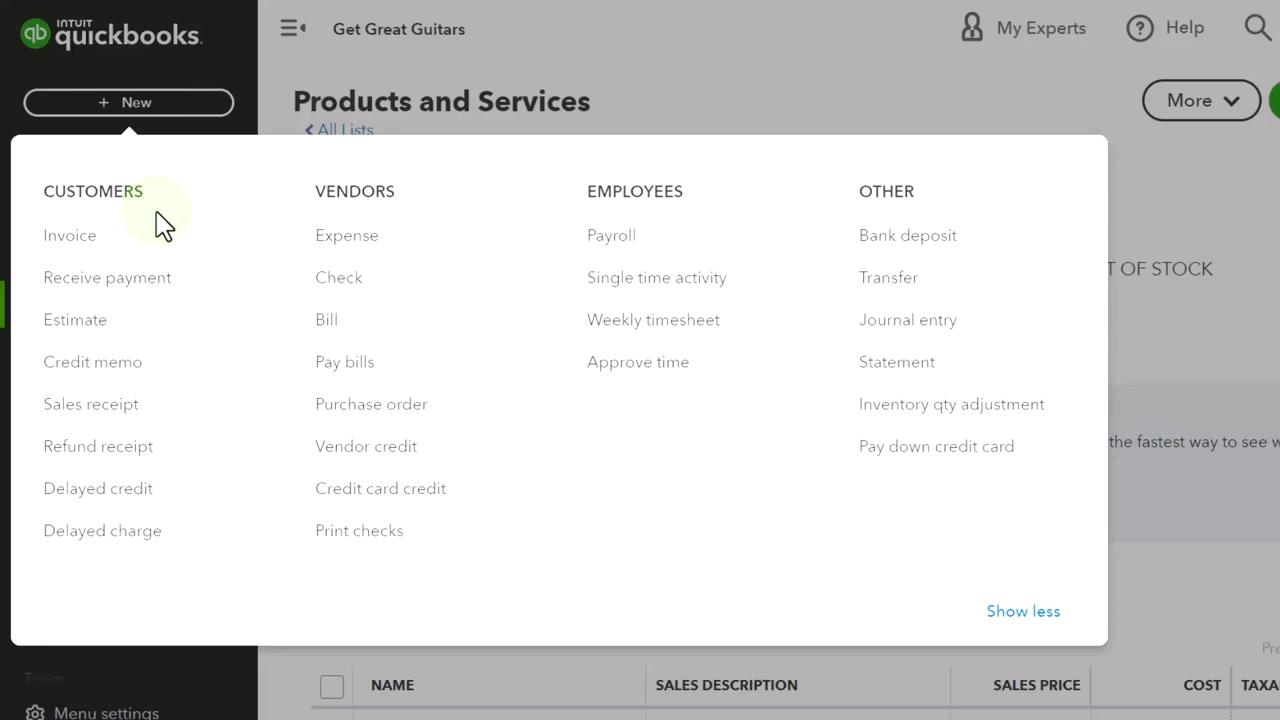 INTUIT
quickbooks.
Get Great Guitars
My Experts
Help
+ New
Products and Services
More
All Lists
CUSTOMERS
Invoice
Receive payment
Estimate
Credit memo
Sales receipt
Refund receipt
Delayed credit
Delayed charge
VENDORS
Expense
Check
Bill
Pay bills
Purchase order
Vendor credit
Credit card credit
Print checks
EMPLOYEES
Payroll
Single time activity
Weekly timesheet
Approve time
OTHER
Bank deposit
Transfer
Journal entry
Statement
Inventory qty adjustment
Pay down credit card
Show less
OF STOCK
the fastest way to see
NAME
SALES DESCRIPTION
SALES PRICE
COST
Menu settings